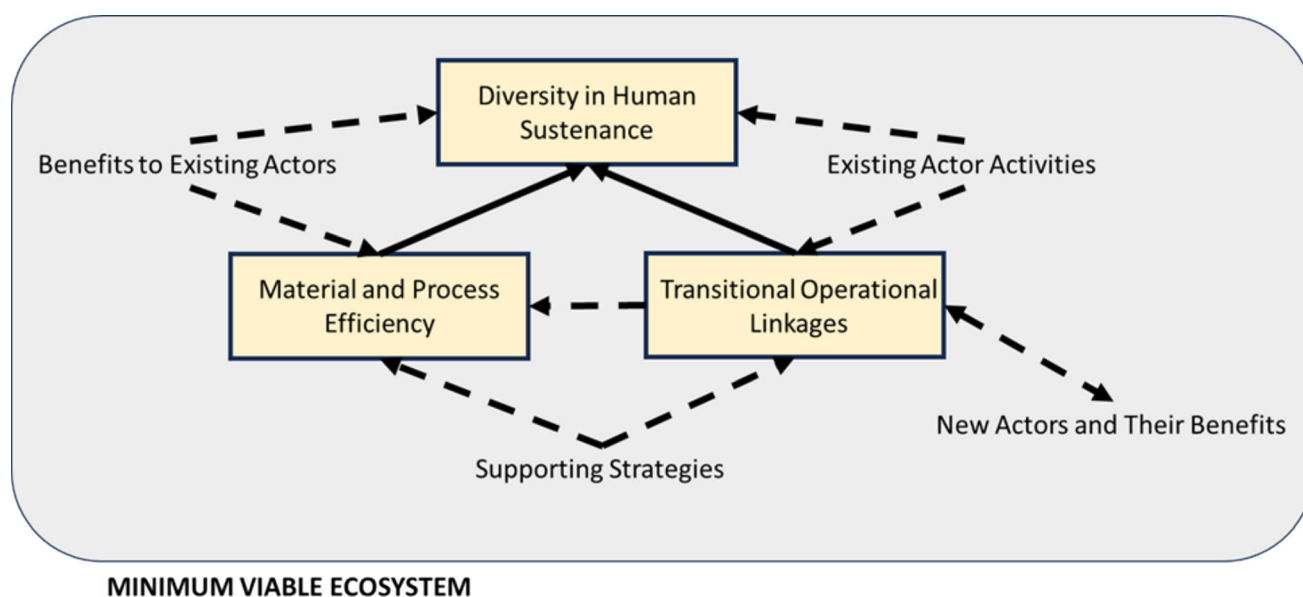 Diversity in Human
Sustenance
Benefits to Existing Actors
Existing Actor Activities
Material and Process
Efficiency
Transitional Operational
Linkages
New Actors and Their Benefits
Supporting Strategies
MINIMUM VIABLE ECOSYSTEM